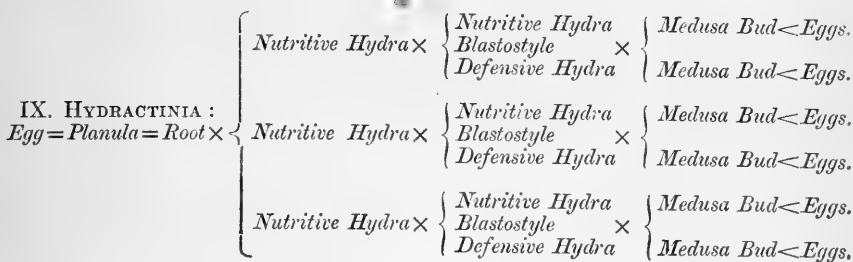 Nutritive Hydra× { Nutritive Hydra Blastostyle Defensive Hydra × { Medusa Bud<Eggs. Medusa Bud<Eggs.
IX. HYDRACTINIA :
Egg=Planula=Root× { Nutritive Hydra× { Nutritive Hydra Blastostyle Defensive Hydra × { Medusa Bud<Eggs. Medusa Bud<Eggs.
Nutritive Hydra× { Nutritive Hydra Blastostyle Defensive Hydra × { Medusa Bud<Eggs. Medusa Bud<Eggs.